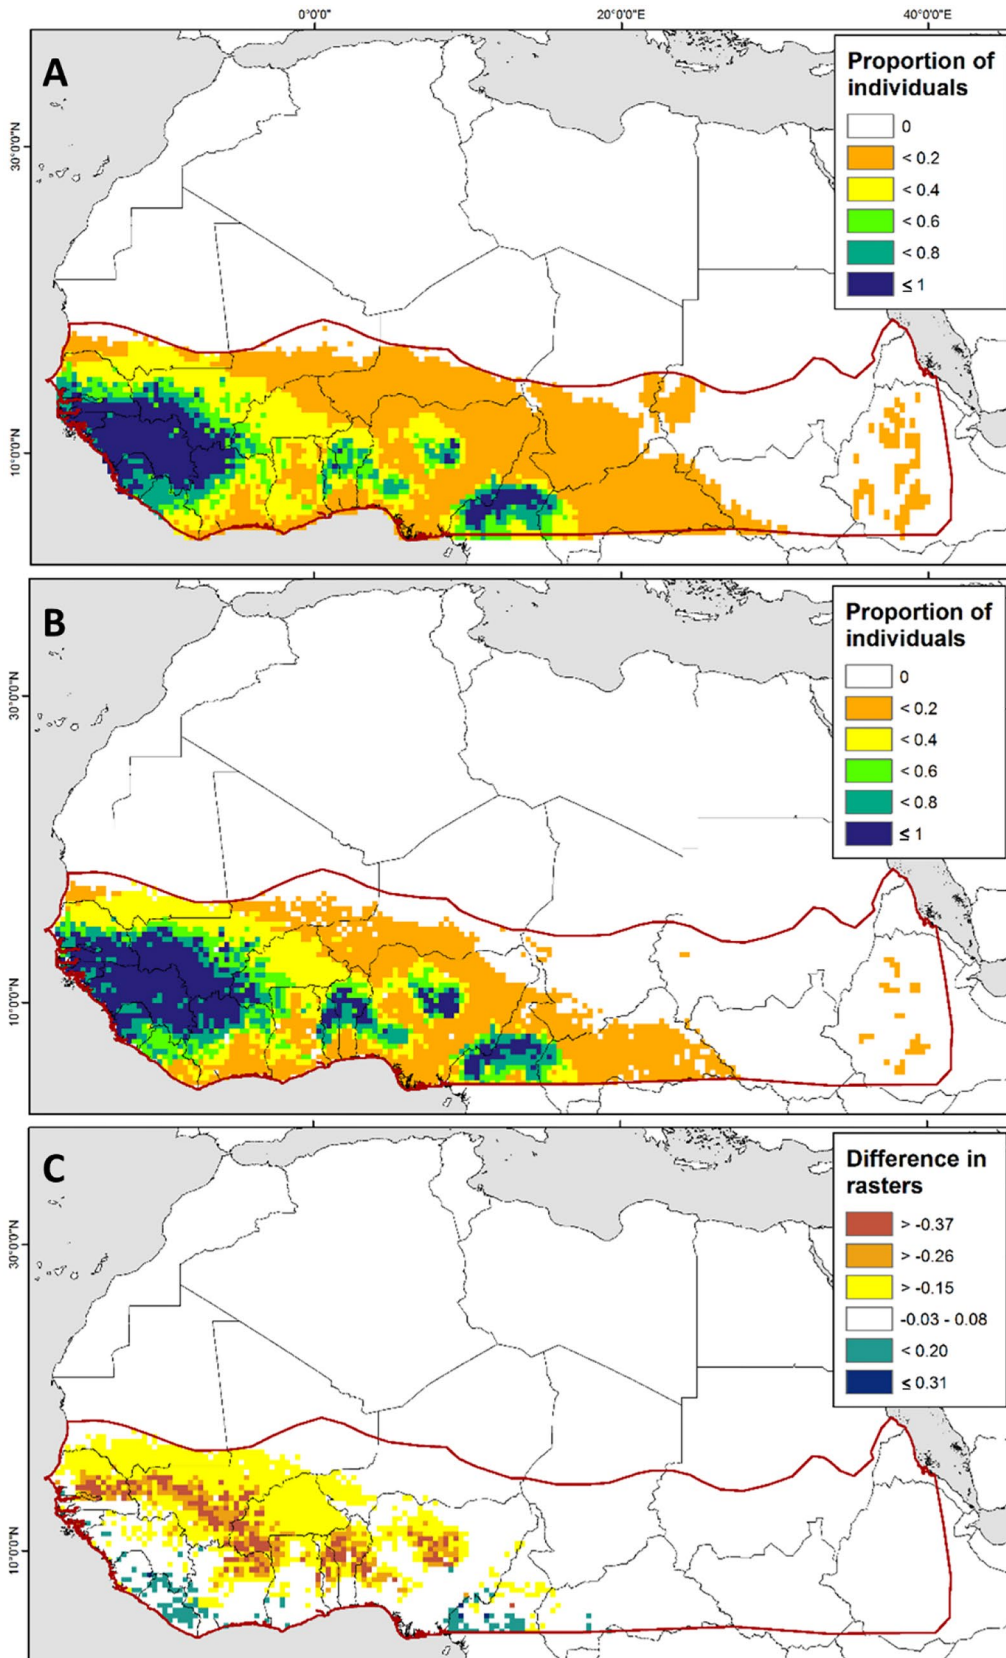 0°0'0" 20°0'0"E 40°0'0"E
A
Proportion of
individuals
0
< 0.2
< 0.4
< 0.6
< 0.8
≤ 1
30°0'0"N
10°0'0"N
B
Proportion of
individuals
0
< 0.2
< 0.4
< 0.6
< 0.8
≤ 1
30°0'0"N
10°0'0"N
C
Difference in
rasters
> -0.37
> -0.26
> -0.15
-0.03 - 0.08
< 0.20
≤ 0.31
30°0'0"N
10°0'0"N